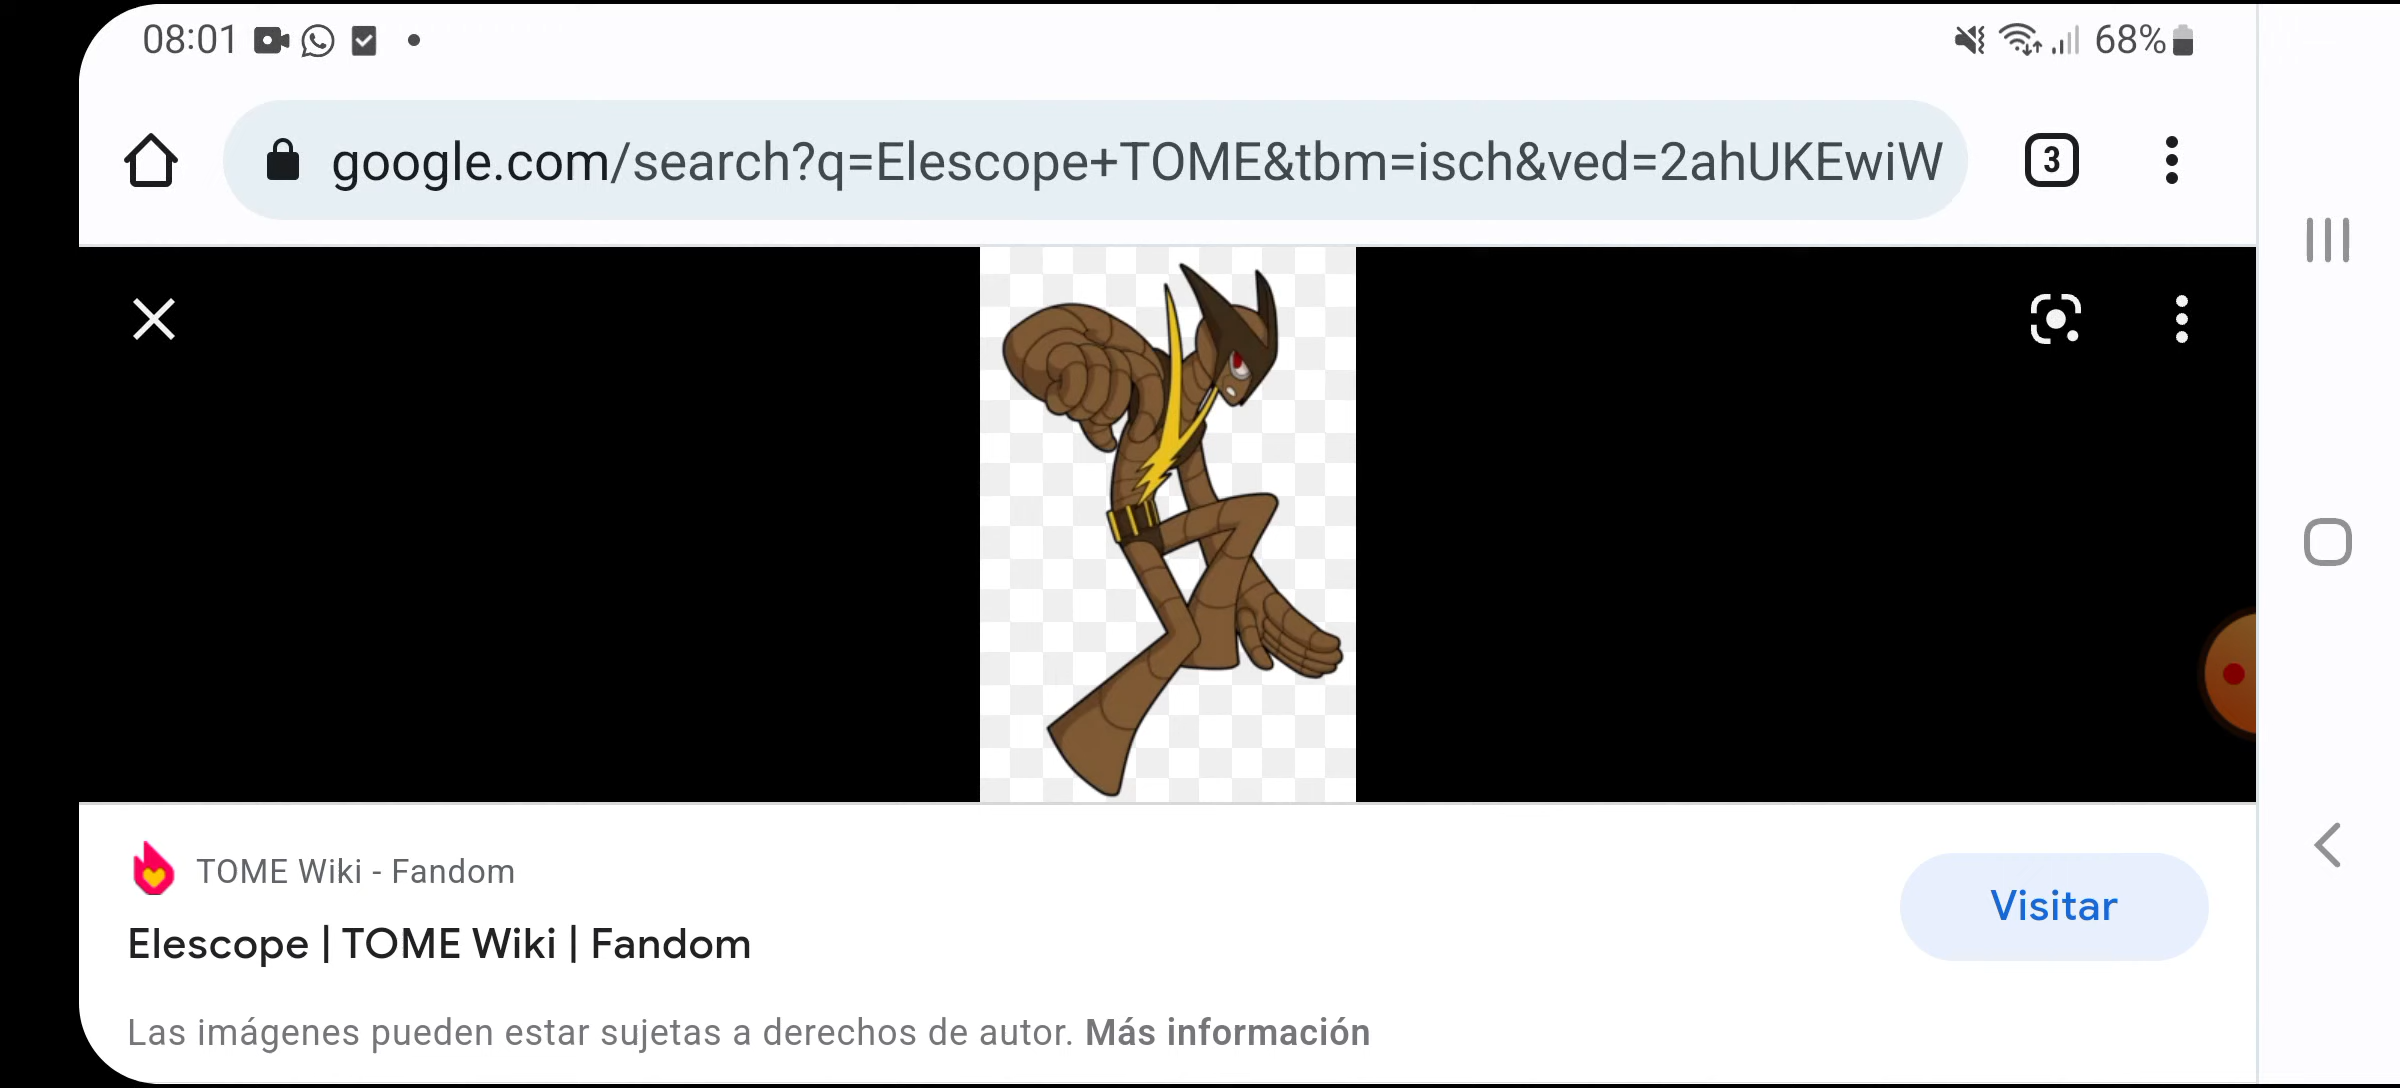 08:01
68%
google.com/search?q=Elescope+TOME&tbm=isch&ved=2ahUKEwiW
3
TOME Wiki - Fandom
Elescope | TOME Wiki | Fandom
Visitar
Las imágenes pueden estar sujetas a derechos de autor. Más información